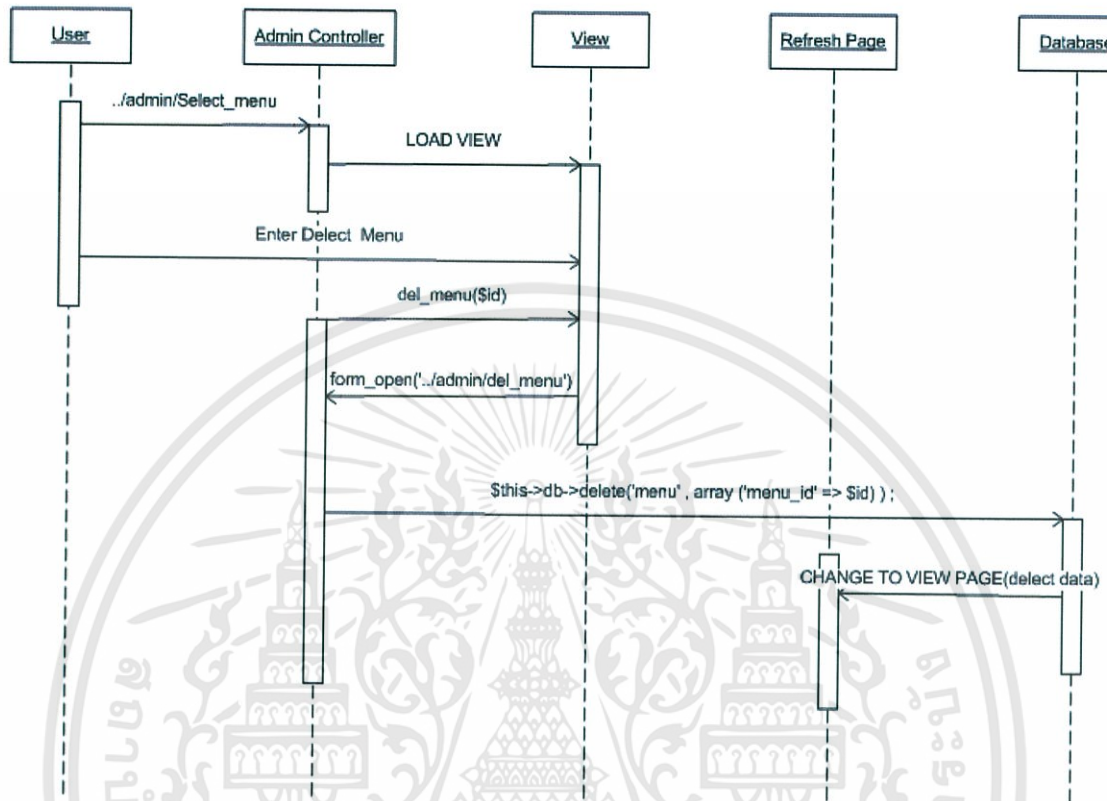 User
Admin Controller
View
Refresh Page
Database
../admin/Select_menu
LOAD VIEW
Enter Delect Menu
del_menu($id)
form_open('../admin/del_menu')
$this->db->delete('menu' , array ('menu_id' => $id) ) ;
CHANGE TO VIEW PAGE(delect data)